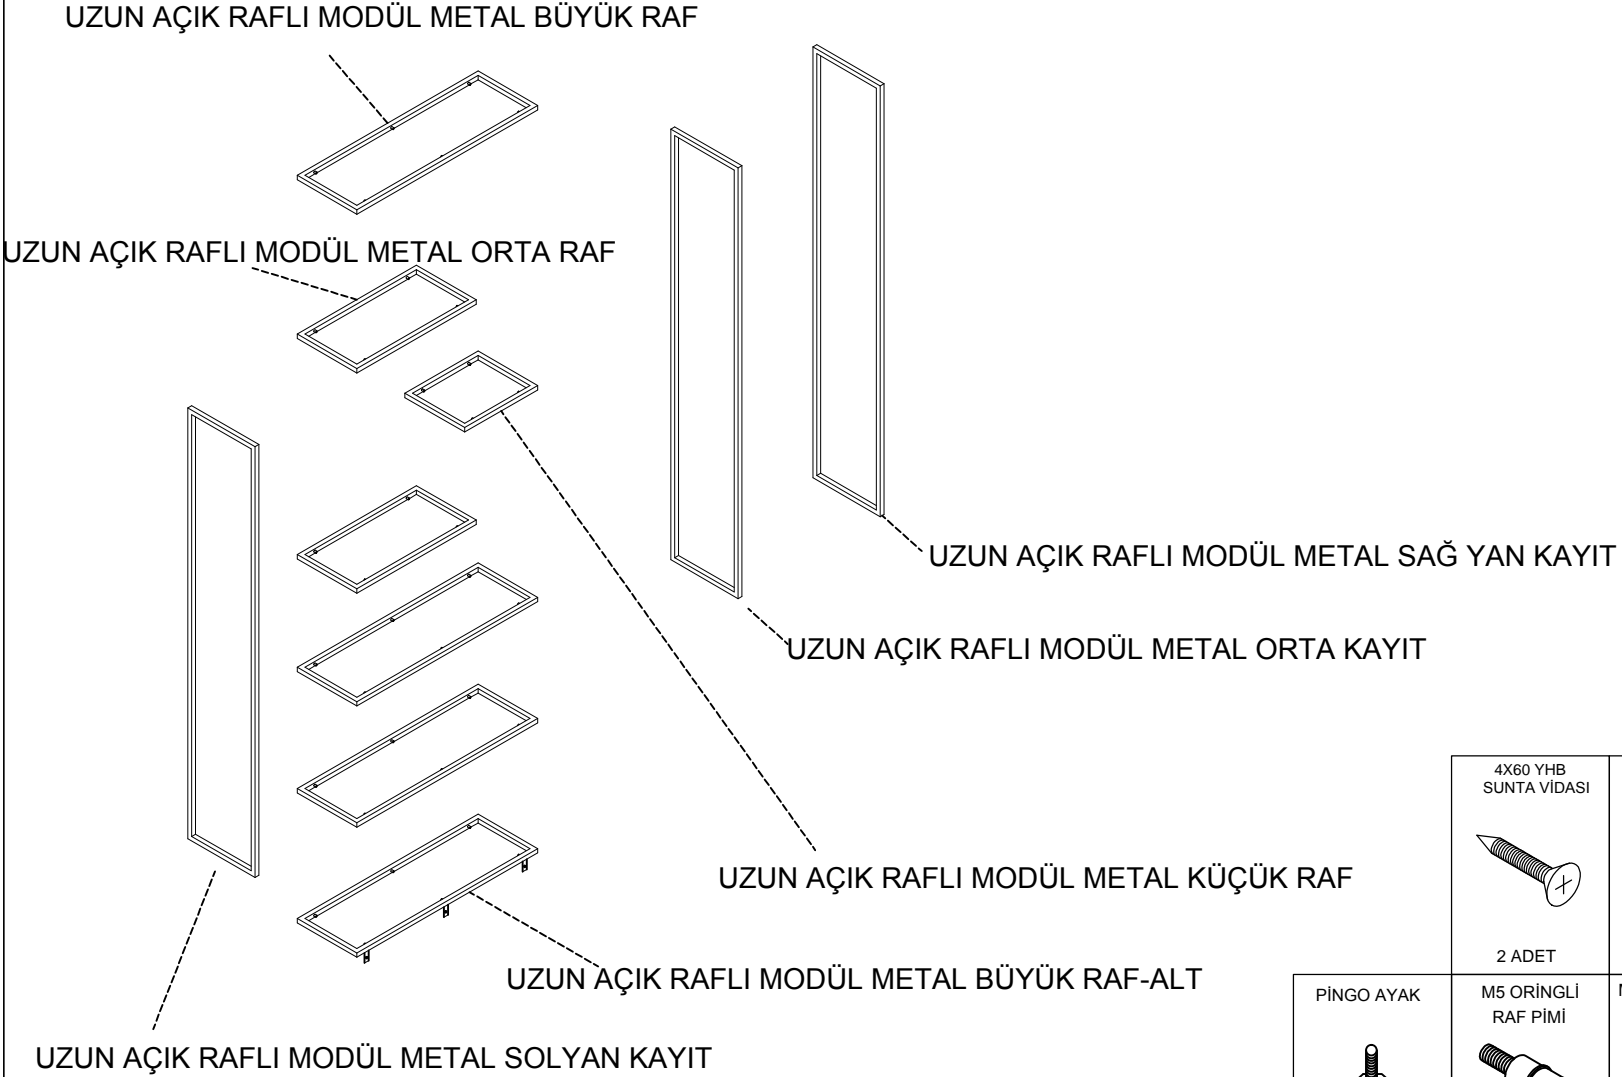 UZUN AÇIK RAFLI MODÜL METAL BÜYÜK RAF
UZUN AÇIK RAFLI MODÜL METAL ORTA RAF
UZUN AÇIK RAFLI MODÜL METAL SAĞ YAN KAYIT
UZUN AÇIK RAFLI MODÜL METAL ORTA KAYIT
UZUN AÇIK RAFLI MODÜL METAL KÜÇÜK RAF
UZUN AÇIK RAFLI MODÜL METAL BÜYÜK RAF-ALT
UZUN AÇIK RAFLI MODÜL METAL SOLYAN KAYIT
4X60 YHB
SUNTA VİDASI
2 ADET
PİNGO AYAK
M5 ORİNGLİ
RAF PİMİ